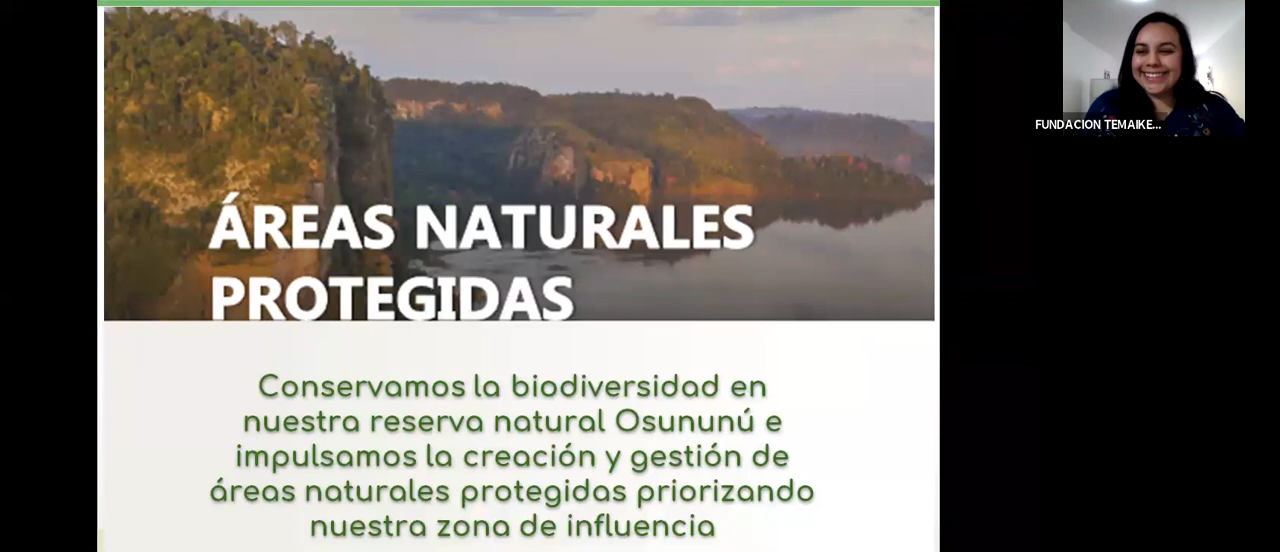 ÁREAS NATURALES
PROTEGIDAS
Conservamos la biodiversidad en
nuestra reserva natural Osununú e
impulsamos la creación y gestión de
áreas naturales protegidas priorizando
nuestra zona de influencia
FUNDACION TEMAIKE...